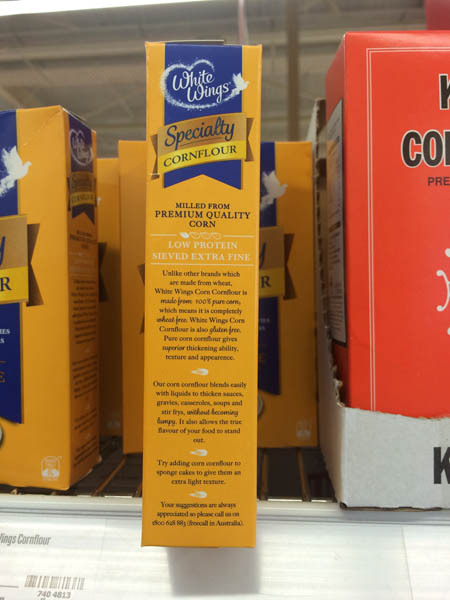 White
Wings
Specialty
CORNFLOUR
MILLED FROM
PREMIUM QUALITY
CORN
LOW PROTEIN
SIEVED EXTRA FINE
Unlike other brands which
are made from wheat,
White Wings Corn Cornflour is
made from 100% pure corn,
which means it is completely
wheat free. White Wings Corn
Cornflour is also gluten free.
Pure corn cornflour gives
superior thickening ability,
texture and appearance.
Our corn cornflour blends easily
with liquids to thicken sauces,
gravies, casseroles, soups and
stir frys, without becoming
lumpy. It also allows the true
flavour of your food to stand
out.
Try adding corn cornflour to
sponge cakes to give them an
extra light texture.
Your suggestions are always
appreciated so please call us on
1800 628 883 (freecall in Australia).
K
CO
PRE
K
R
R
ings Cornflour
740 4813